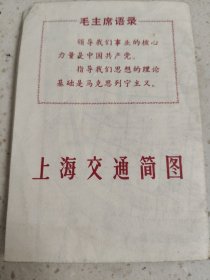 毛主席语录
领导我们事业的核心
力量是中国共产党。
指导我们思想的理论
基础是马克思列宁主义。
上海交通简图